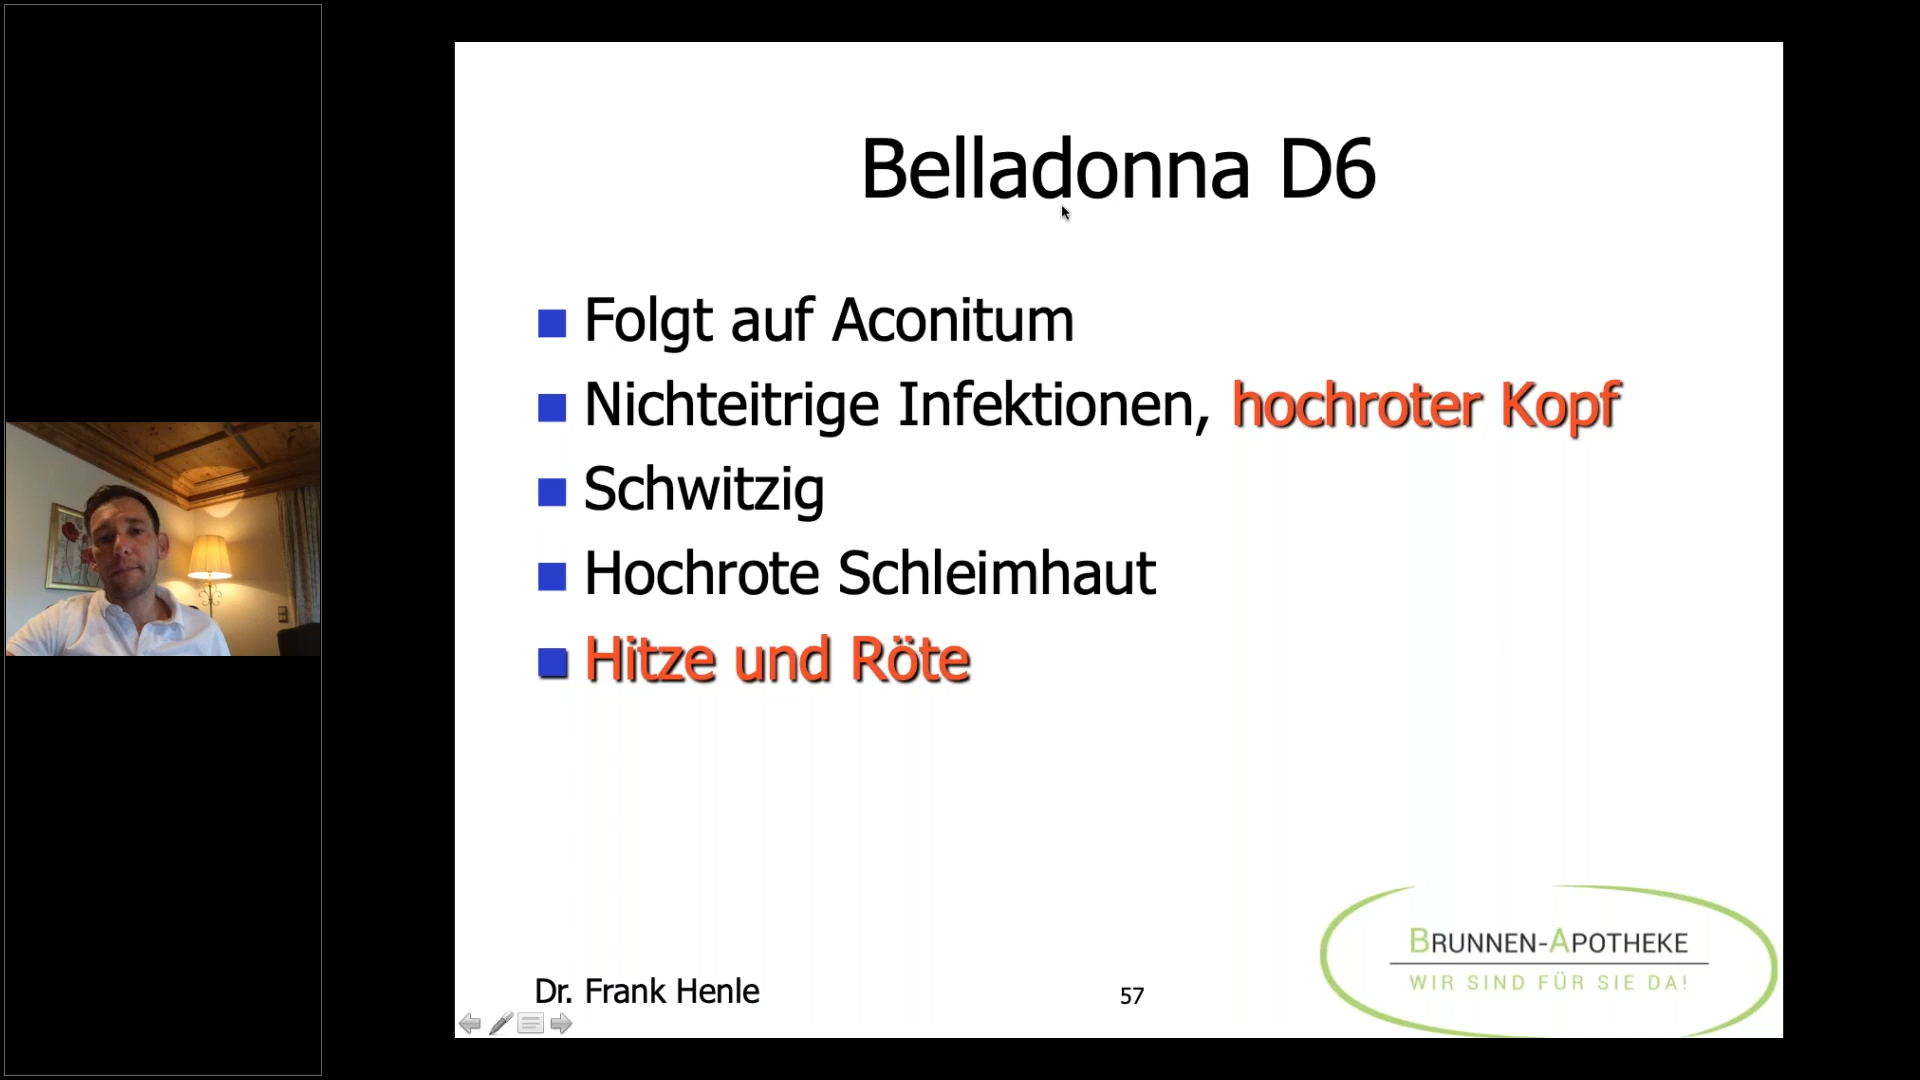 Belladonna D6
Folgt auf Aconitum
Nichteitrige Infektionen, hochroter Kopf
Schwitzig
Hochrote Schleimhaut
Hitze und Röte
Dr. Frank Henle
57
BRUNNEN-APOTHEKE
WIR SIND FÜR SIE DA!